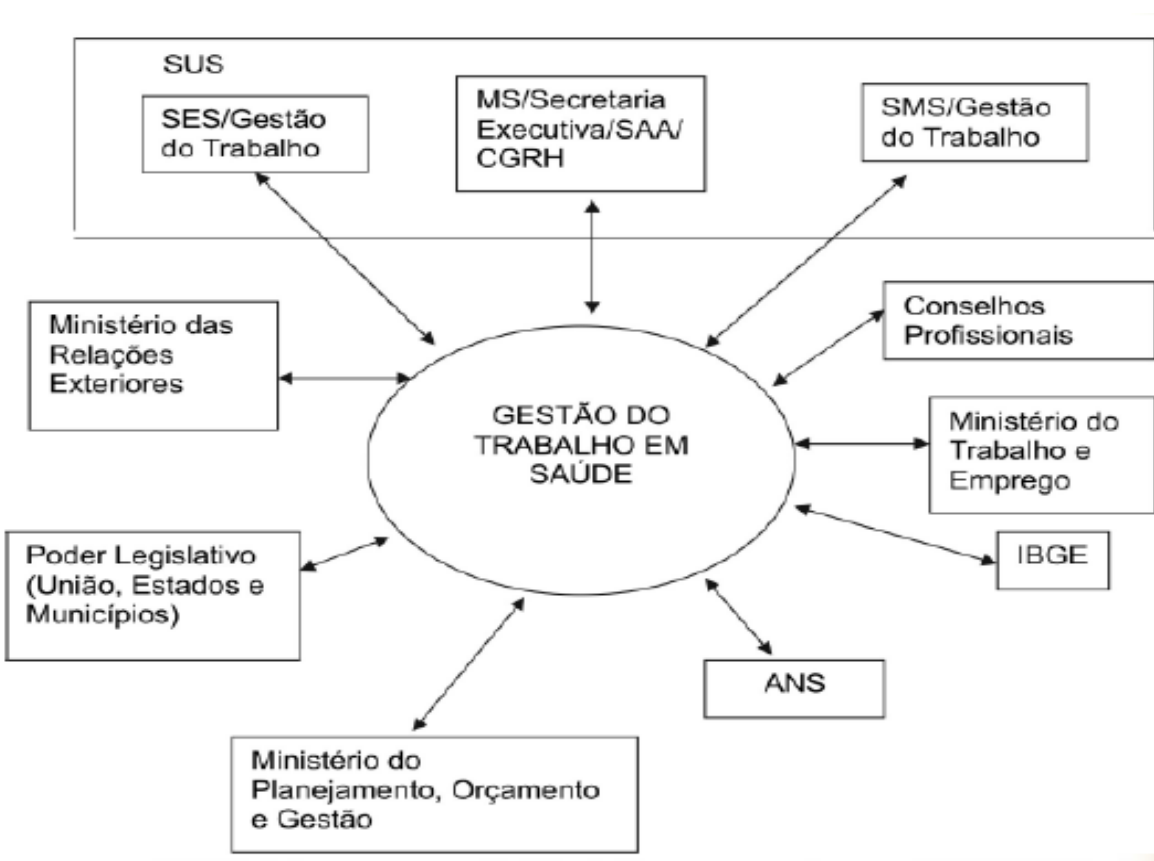 SUS
SES/Gestão
do Trabalho
MS/Secretaria
Executiva/SAA/
CGRH
SMS/Gestão
do Trabalho
Ministério das
Relações
Exteriores
Conselhos
Profissionais
GESTÃO DO
TRABALHO EM
SAÚDE
Ministério do
Trabalho e
Emprego
Poder Legislativo
(União, Estados e
Municípios)
IBGE
ANS
Ministério do
Planejamento, Orçamento
e Gestão